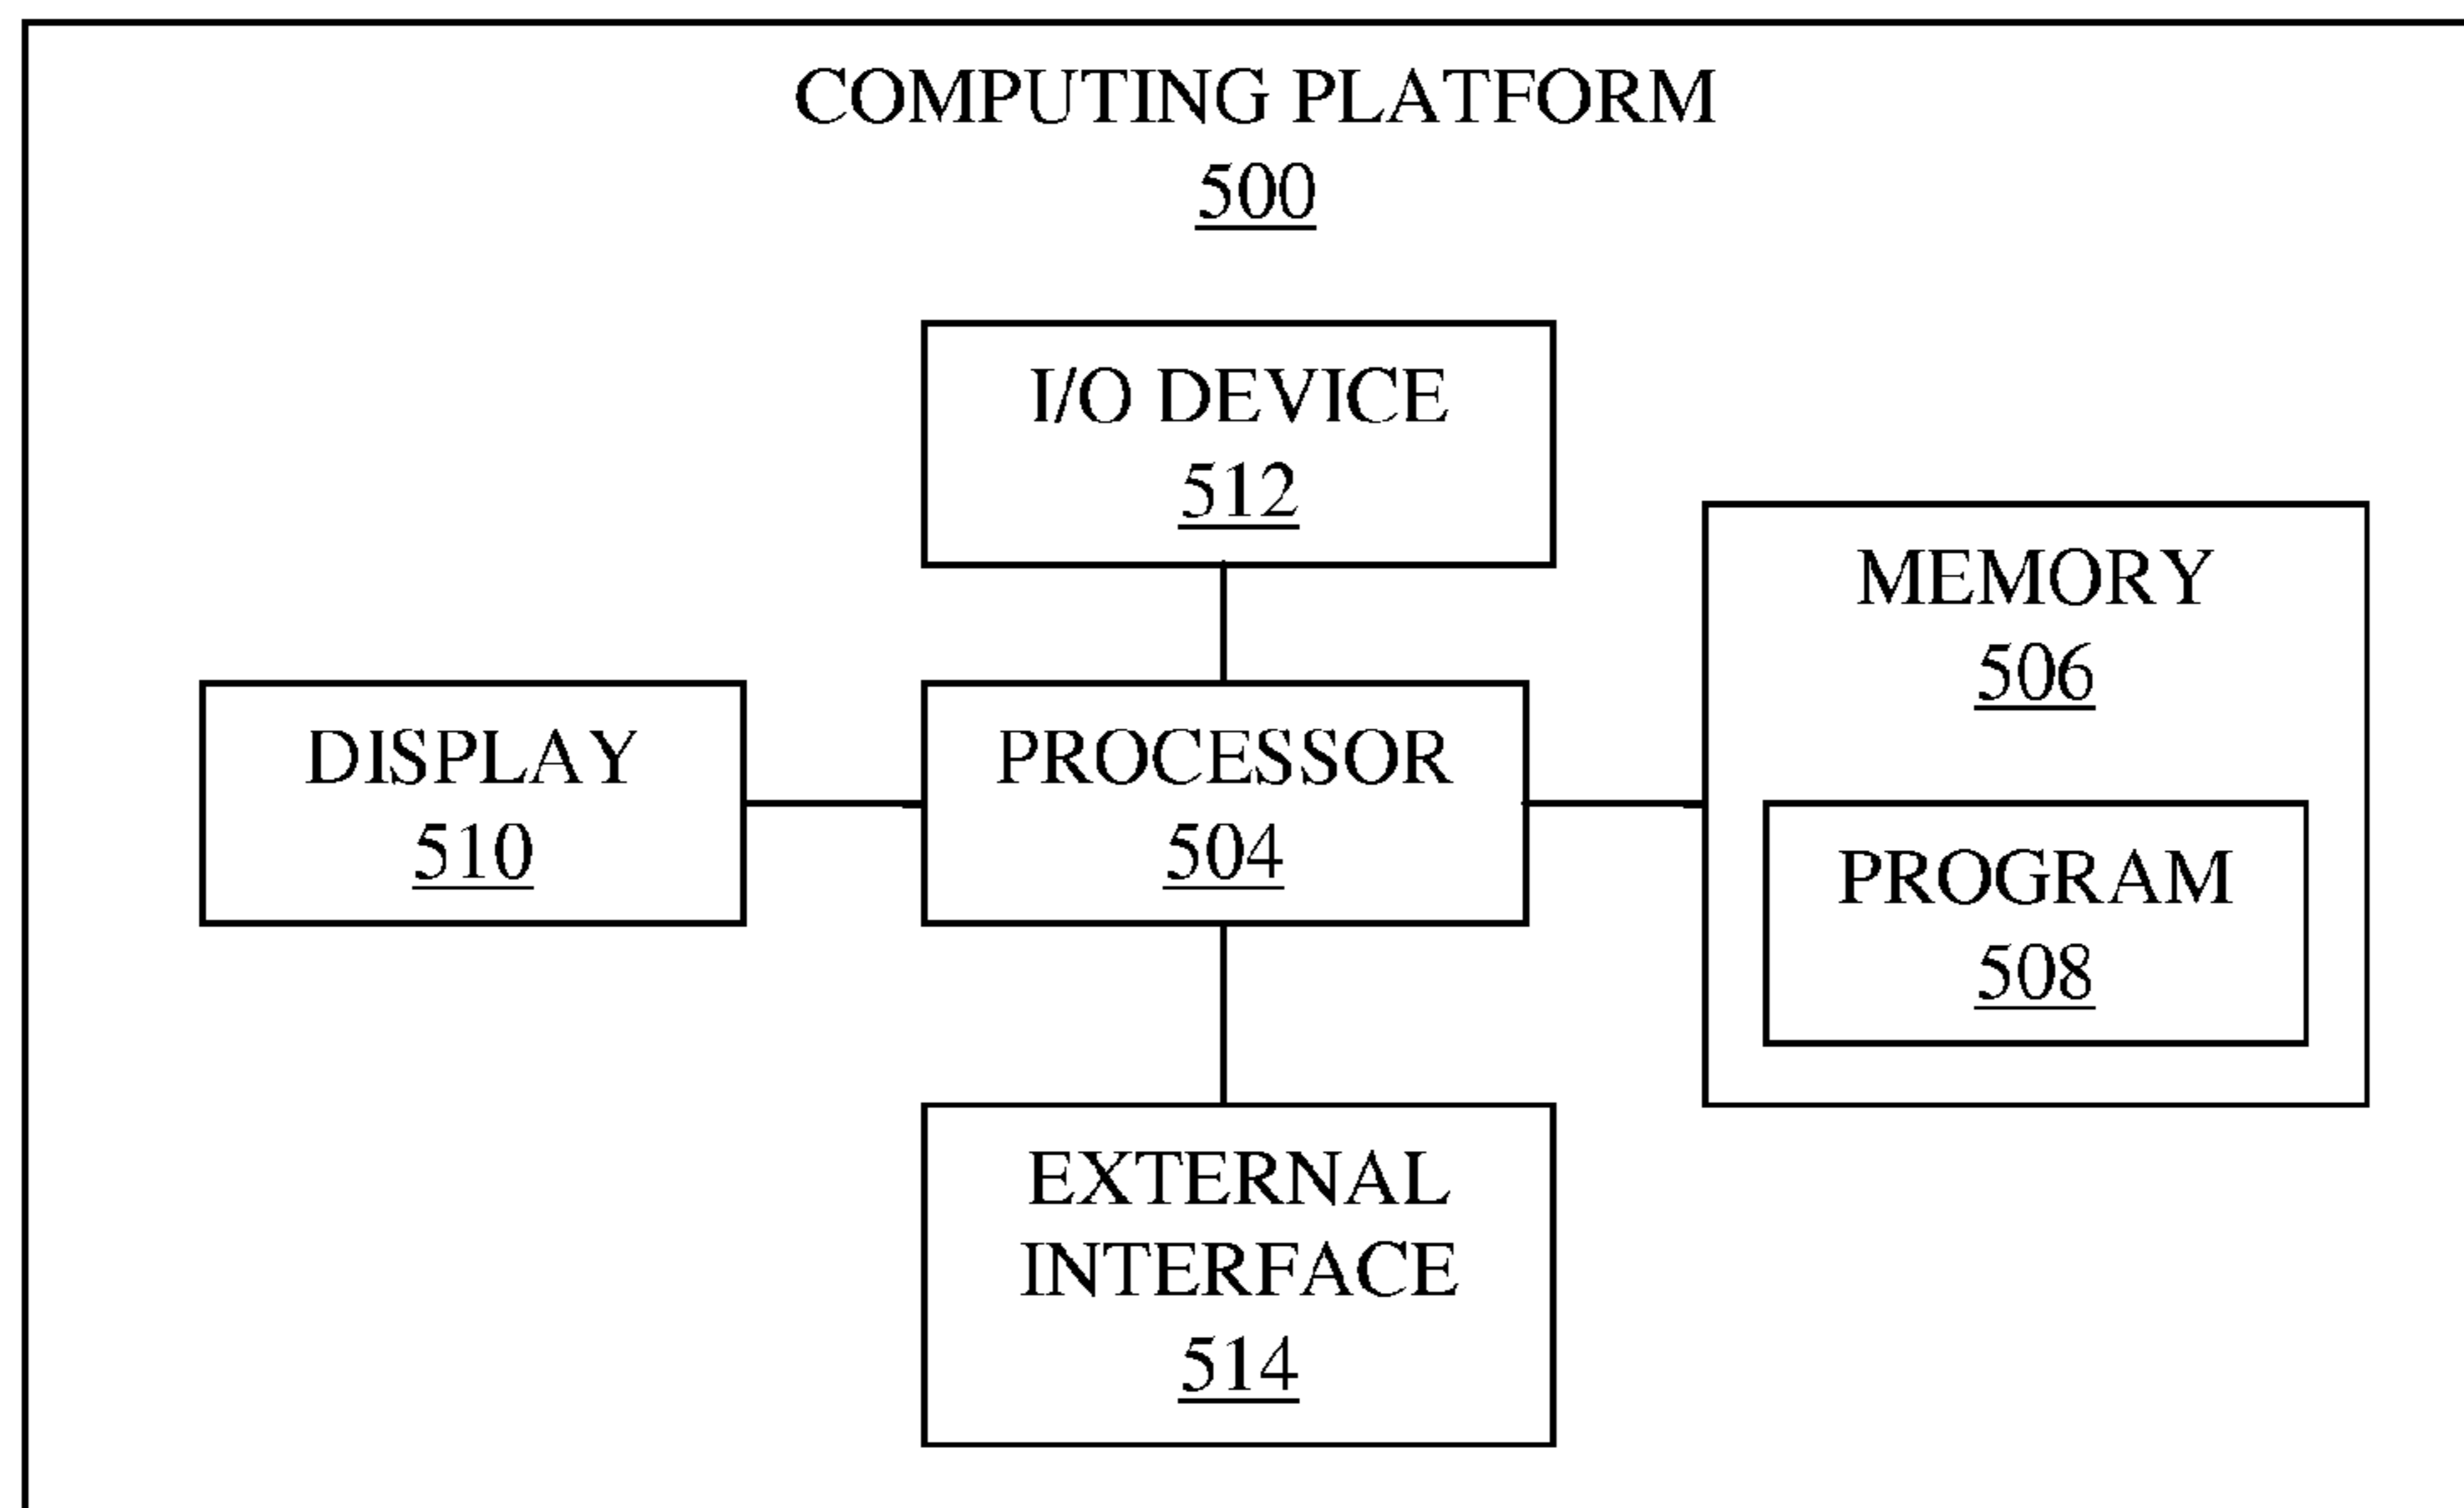 COMPUTING PLATFORM
500
I/O DEVICE
512
MEMORY
506
DISPLAY
510
PROCESSOR
504
PROGRAM
508
EXTERNAL
INTERFACE
514